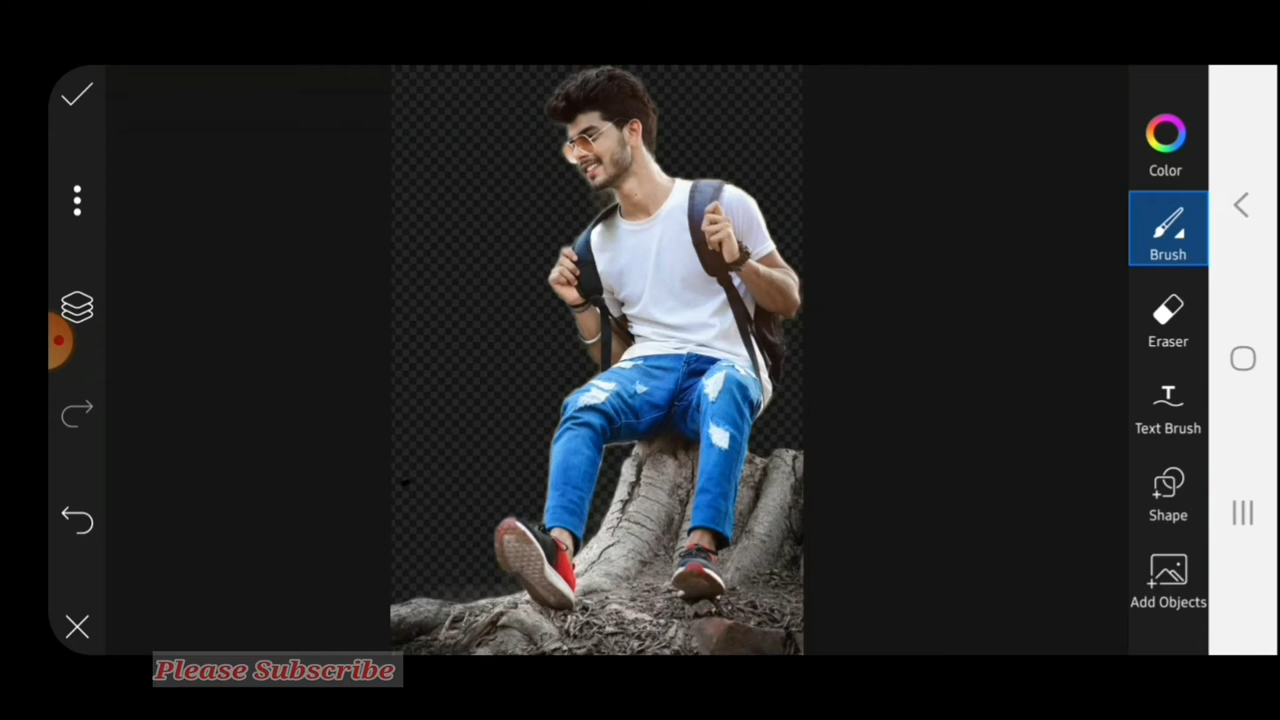 Color
Brush
Eraser
Text Brush
Shape
Add Objects
Please Subscribe